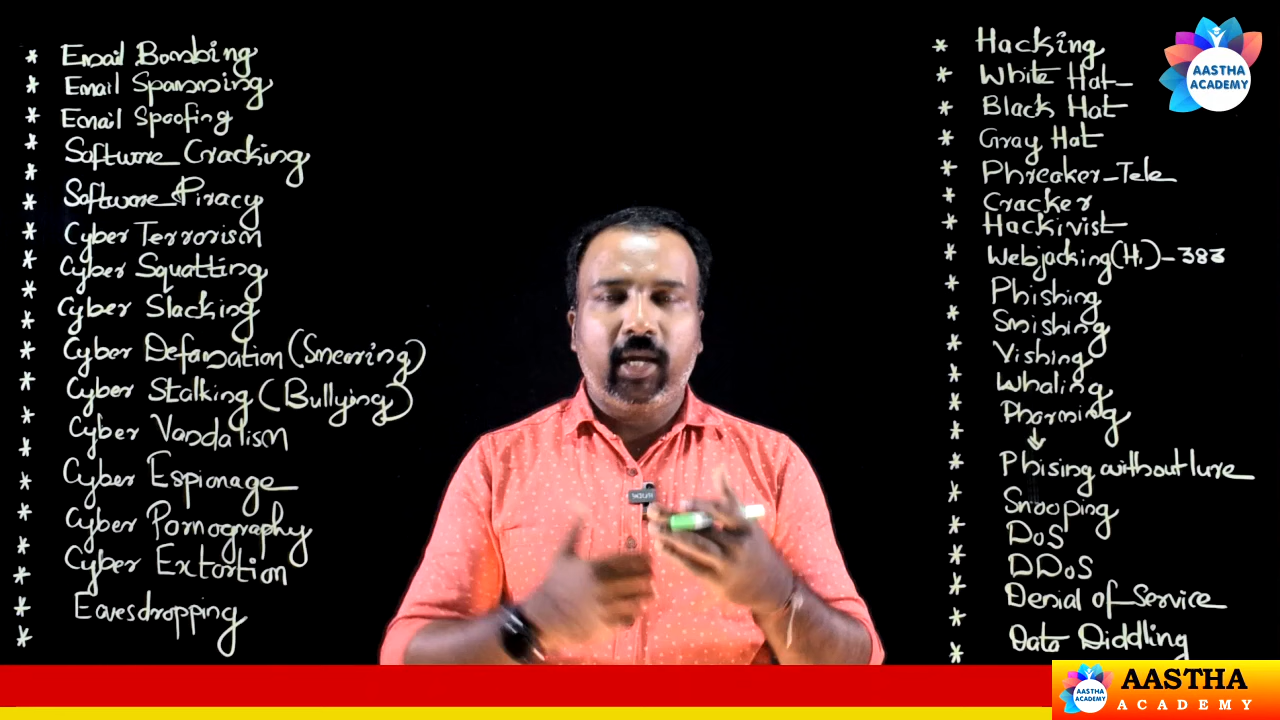 * Email Bombing
* Email Spamming
* Email Spoofing
* Software Cracking
*
* Software Piracy
* Cyber Terrorism
* Cyber Squatting
* Cyber Slacking
*
* Cyber Defamation (Smearring)
* Cyber Stalking (Bullying)
* Cyber Vandalism
*
* Cyber Espionage
* Cyber Pornography
* Cyber Extortion
*
* Eavesdropping
*
* Hacking
* White Hat
* Black Hat
* Gray Hat
* Phreaker-Tele
* Cracker
* Hackivist
* Webjacking(Hi)-383
* Phishing
* Smishing
* Vishing
* Whaling
* Pharming
* ↓
* Phising without lure
* Snooping
* DoS
* DDoS
* Denial of Service
*
* Data Diddling
AASTHA
ACADEMY
AASTHA
ACADEMY
AASTHA
ACADEMY